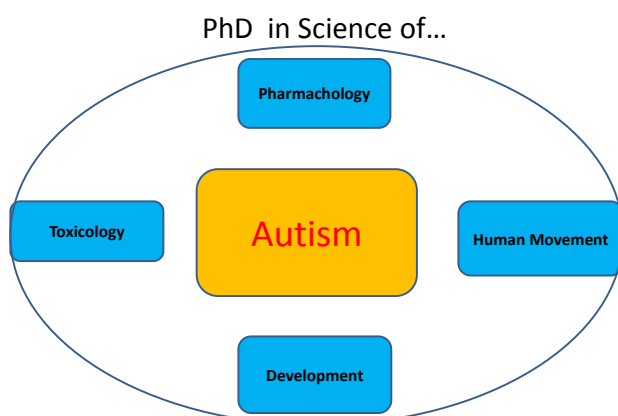 PhD in Science of...
Pharmachology
Toxicology
Autism
Human Movement
Development